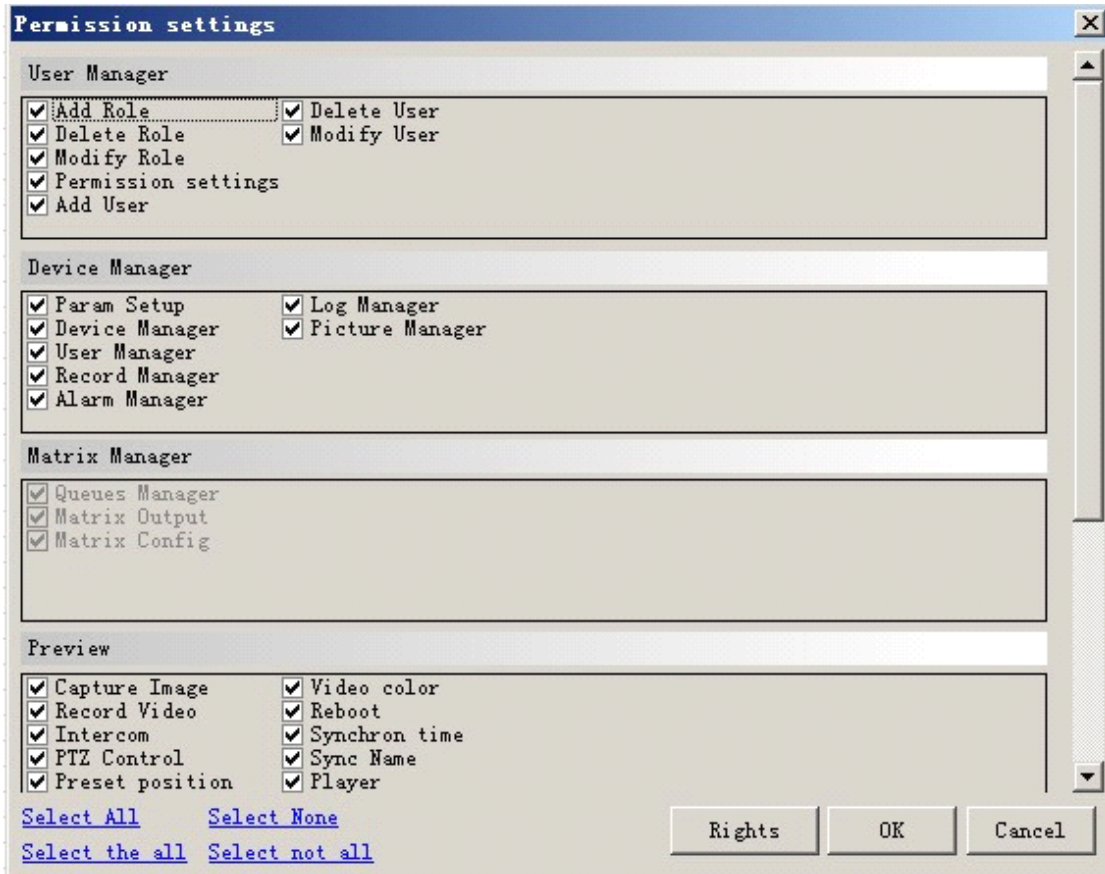 Permission settings
User Manager
Add Role Delete User
Delete Role Modify User
Modify Role
Permission settings
Add User
Device Manager
Param Setup Log Manager
Device Manager Picture Manager
User Manager
Record Manager
Alarm Manager
Matrix Manager
Queues Manager
Matrix Output
Matrix Config
Preview
Capture Image Video color
Record Video Reboot
Intercom Synchron time
PTZ Control Sync Name
Preset position Player
Select All Select None
Select the all Select not all
Rights OK Cancel